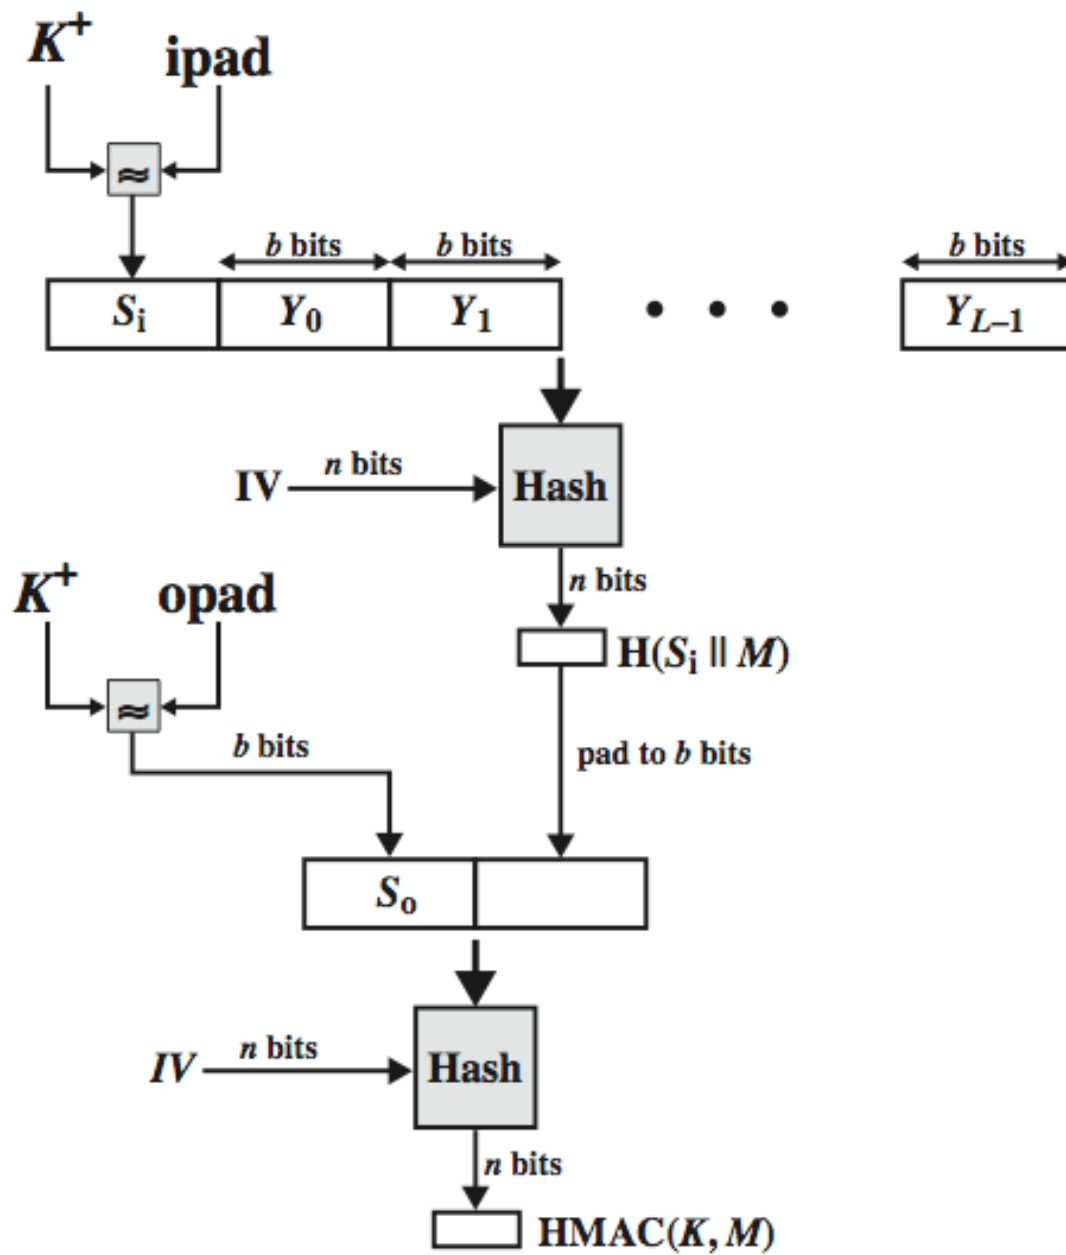 K+ ipad
≈
b bits b bits b bits
Si Y0 Y1 • • • YL–1
n bits
IV Hash
n bits
K+ opad
H(Si || M)
≈
b bits
pad to b bits
So
n bits
IV Hash
n bits
HMAC(K, M)